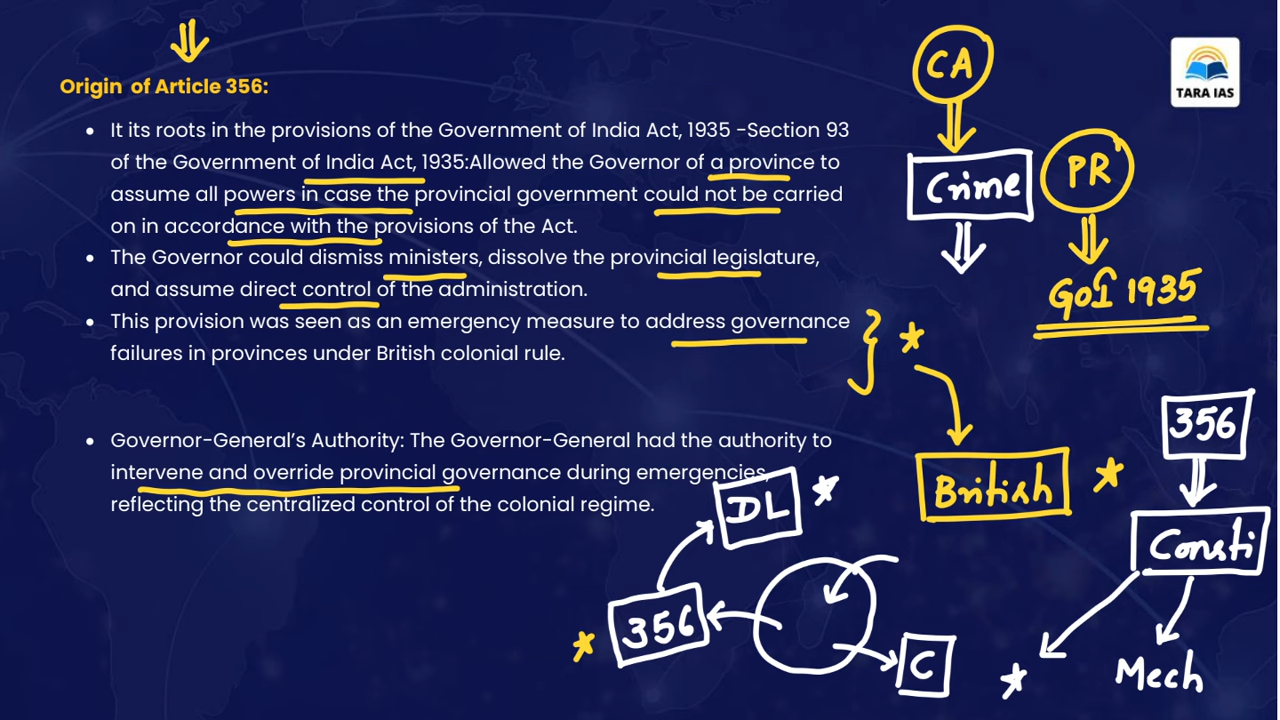 Origin of Article 356:
It its roots in the provisions of the Government of India Act, 1935 -Section 93
of the Government of India Act, 1935:Allowed the Governor of a province to
assume all powers in case the provincial government could not be carried
on in accordance with the provisions of the Act.
The Governor could dismiss ministers, dissolve the provincial legislature,
and assume direct control of the administration.
This provision was seen as an emergency measure to address governance
failures in provinces under British colonial rule.
Governor-General's Authority: The Governor-General had the authority to
intervene and override provincial governance during emergencies,
reflecting the centralized control of the colonial regime.
CA
Crime
PR
GoI 1935
TARA IAS
British
356
Consti
Mech
DL
356
C